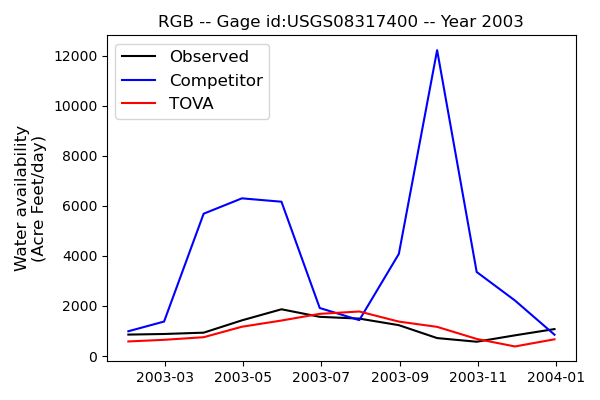 RGB -- Gage id:USGS08317400 -- Year 2003
Observed
Competitor
TOVA
Water availability
(Acre Feet/day)
12000
10000
8000
6000
4000
2000
0
2003-03 2003-05 2003-07 2003-09 2003-11 2004-01